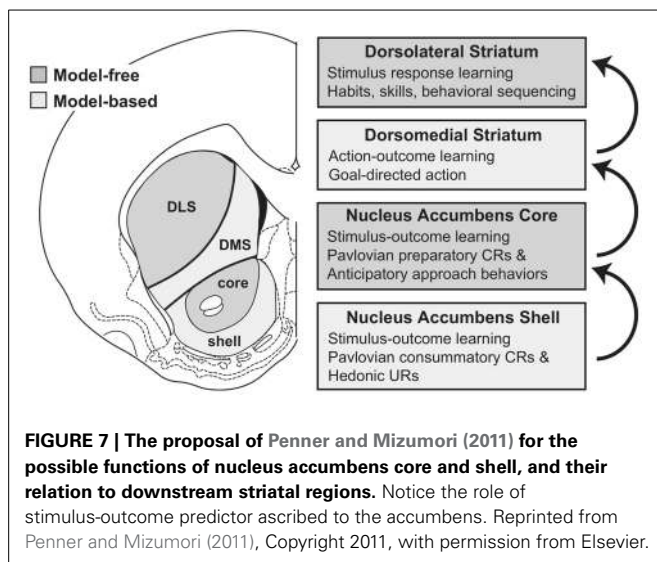 Model-free
Model-based
DLS
DMS
core
shell
Dorsolateral Striatum
Stimulus response learning
Habits, skills, behavioral sequencing
Dorsomedial Striatum
Action-outcome learning
Goal-directed action
Nucleus Accumbens Core
Stimulus-outcome learning
Pavlovian preparatory CRs &
Anticipatory approach behaviors
Nucleus Accumbens Shell
Stimulus-outcome learning
Pavlovian consummatory CRs &
Hedonic URs
FIGURE 7 | The proposal of Penner and Mizumori (2011) for the
possible functions of nucleus accumbens core and shell, and their
relation to downstream striatal regions. Notice the role of
stimulus-outcome predictor ascribed to the accumbens. Reprinted from
Penner and Mizumori (2011), Copyright 2011, with permission from Elsevier.